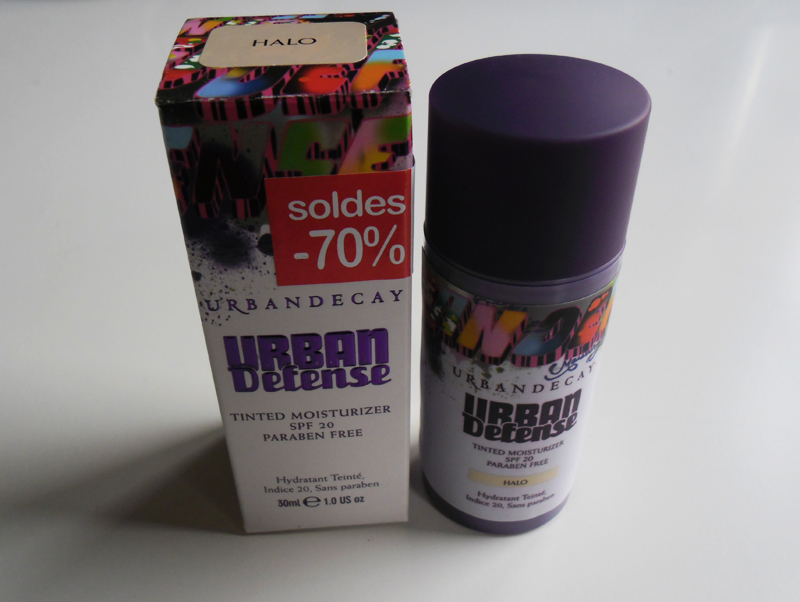 HALO
soldes
-70%
URBANDECAY
URBAN
Defense
TINTED MOISTURIZER
SPF 20
PARABEN FREE
Hydratant Teinté,
Indice 20, Sans paraben
30ml ℮ 1.0 US oz
URBANDECAY
URBAN
Defense
TINTED MOISTURIZER
SPF 20
PARABEN FREE
HALO
Hydratant Teinté,
Indice 20, Sans paraben